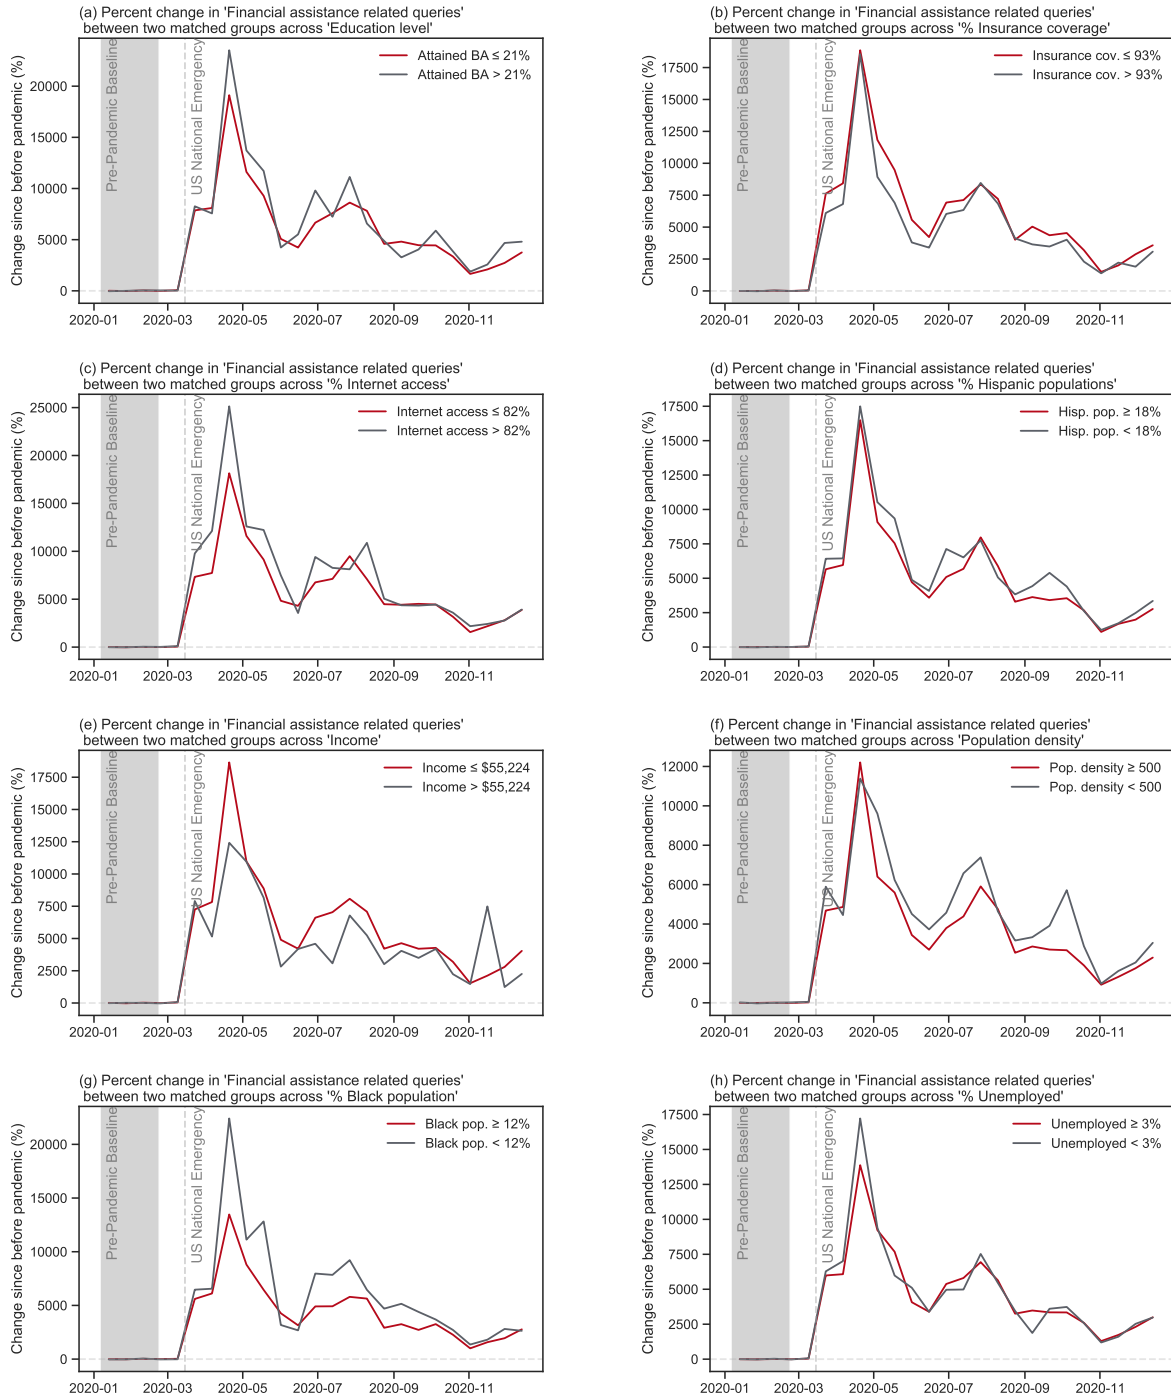 (a) Percent change in 'Financial assistance related queries'
between two matched groups across 'Education level'
Change since before pandemic (%)
20000
15000
10000
5000
0
Pre-Pandemic Baseline
US National Emergency
Attained BA ≤ 21%
Attained BA > 21%
2020-01 2020-03 2020-05 2020-07 2020-09 2020-11
(b) Percent change in 'Financial assistance related queries'
between two matched groups across '% Insurance coverage'
Change since before pandemic (%)
17500
15000
12500
10000
7500
5000
2500
0
Pre-Pandemic Baseline
US National Emergency
Insurance cov. ≤ 93%
Insurance cov. > 93%
2020-01 2020-03 2020-05 2020-07 2020-09 2020-11
(c) Percent change in 'Financial assistance related queries'
between two matched groups across '% Internet access'
Change since before pandemic (%)
25000
20000
15000
10000
5000
0
Pre-Pandemic Baseline
US National Emergency
Internet access ≤ 82%
Internet access > 82%
2020-01 2020-03 2020-05 2020-07 2020-09 2020-11
(d) Percent change in 'Financial assistance related queries'
between two matched groups across '% Hispanic populations'
Change since before pandemic (%)
17500
15000
12500
10000
7500
5000
2500
0
Pre-Pandemic Baseline
US National Emergency
Hisp. pop. ≥ 18%
Hisp. pop. < 18%
2020-01 2020-03 2020-05 2020-07 2020-09 2020-11
(e) Percent change in 'Financial assistance related queries'
between two matched groups across 'Income'
Change since before pandemic (%)
17500
15000
12500
10000
7500
5000
2500
0
Pre-Pandemic Baseline
US National Emergency
Income ≤ $55,224
Income > $55,224
2020-01 2020-03 2020-05 2020-07 2020-09 2020-11
(f) Percent change in 'Financial assistance related queries'
between two matched groups across 'Population density'
Change since before pandemic (%)
12000
10000
8000
6000
4000
2000
0
Pre-Pandemic Baseline
US National Emergency
Pop. density ≥ 500
Pop. density < 500
2020-01 2020-03 2020-05 2020-07 2020-09 2020-11
(g) Percent change in 'Financial assistance related queries'
between two matched groups across '% Black population'
Change since before pandemic (%)
20000
15000
10000
5000
0
Pre-Pandemic Baseline
US National Emergency
Black pop. ≥ 12%
Black pop. < 12%
2020-01 2020-03 2020-05 2020-07 2020-09 2020-11
(h) Percent change in 'Financial assistance related queries'
between two matched groups across '% Unemployed'
Change since before pandemic (%)
17500
15000
12500
10000
7500
5000
2500
0
Pre-Pandemic Baseline
US National Emergency
Unemployed ≥ 3%
Unemployed < 3%
2020-01 2020-03 2020-05 2020-07 2020-09 2020-11